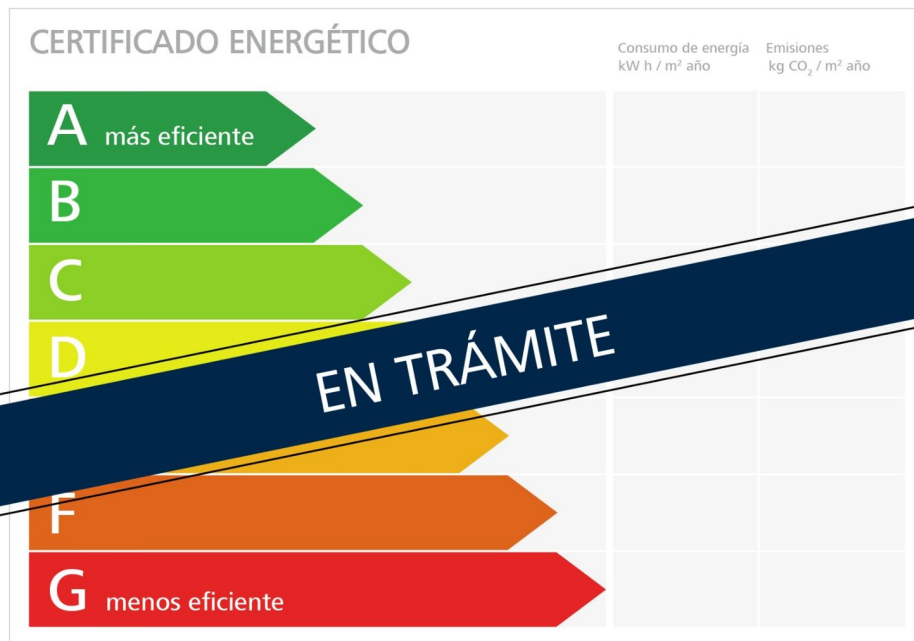 CERTIFICADO ENERGÉTICO
Consumo de energía
kW h / m² año
Emisiones
kg CO₂ / m² año
A más eficiente
B
C
D
EN TRÁMITE
F
G menos eficiente